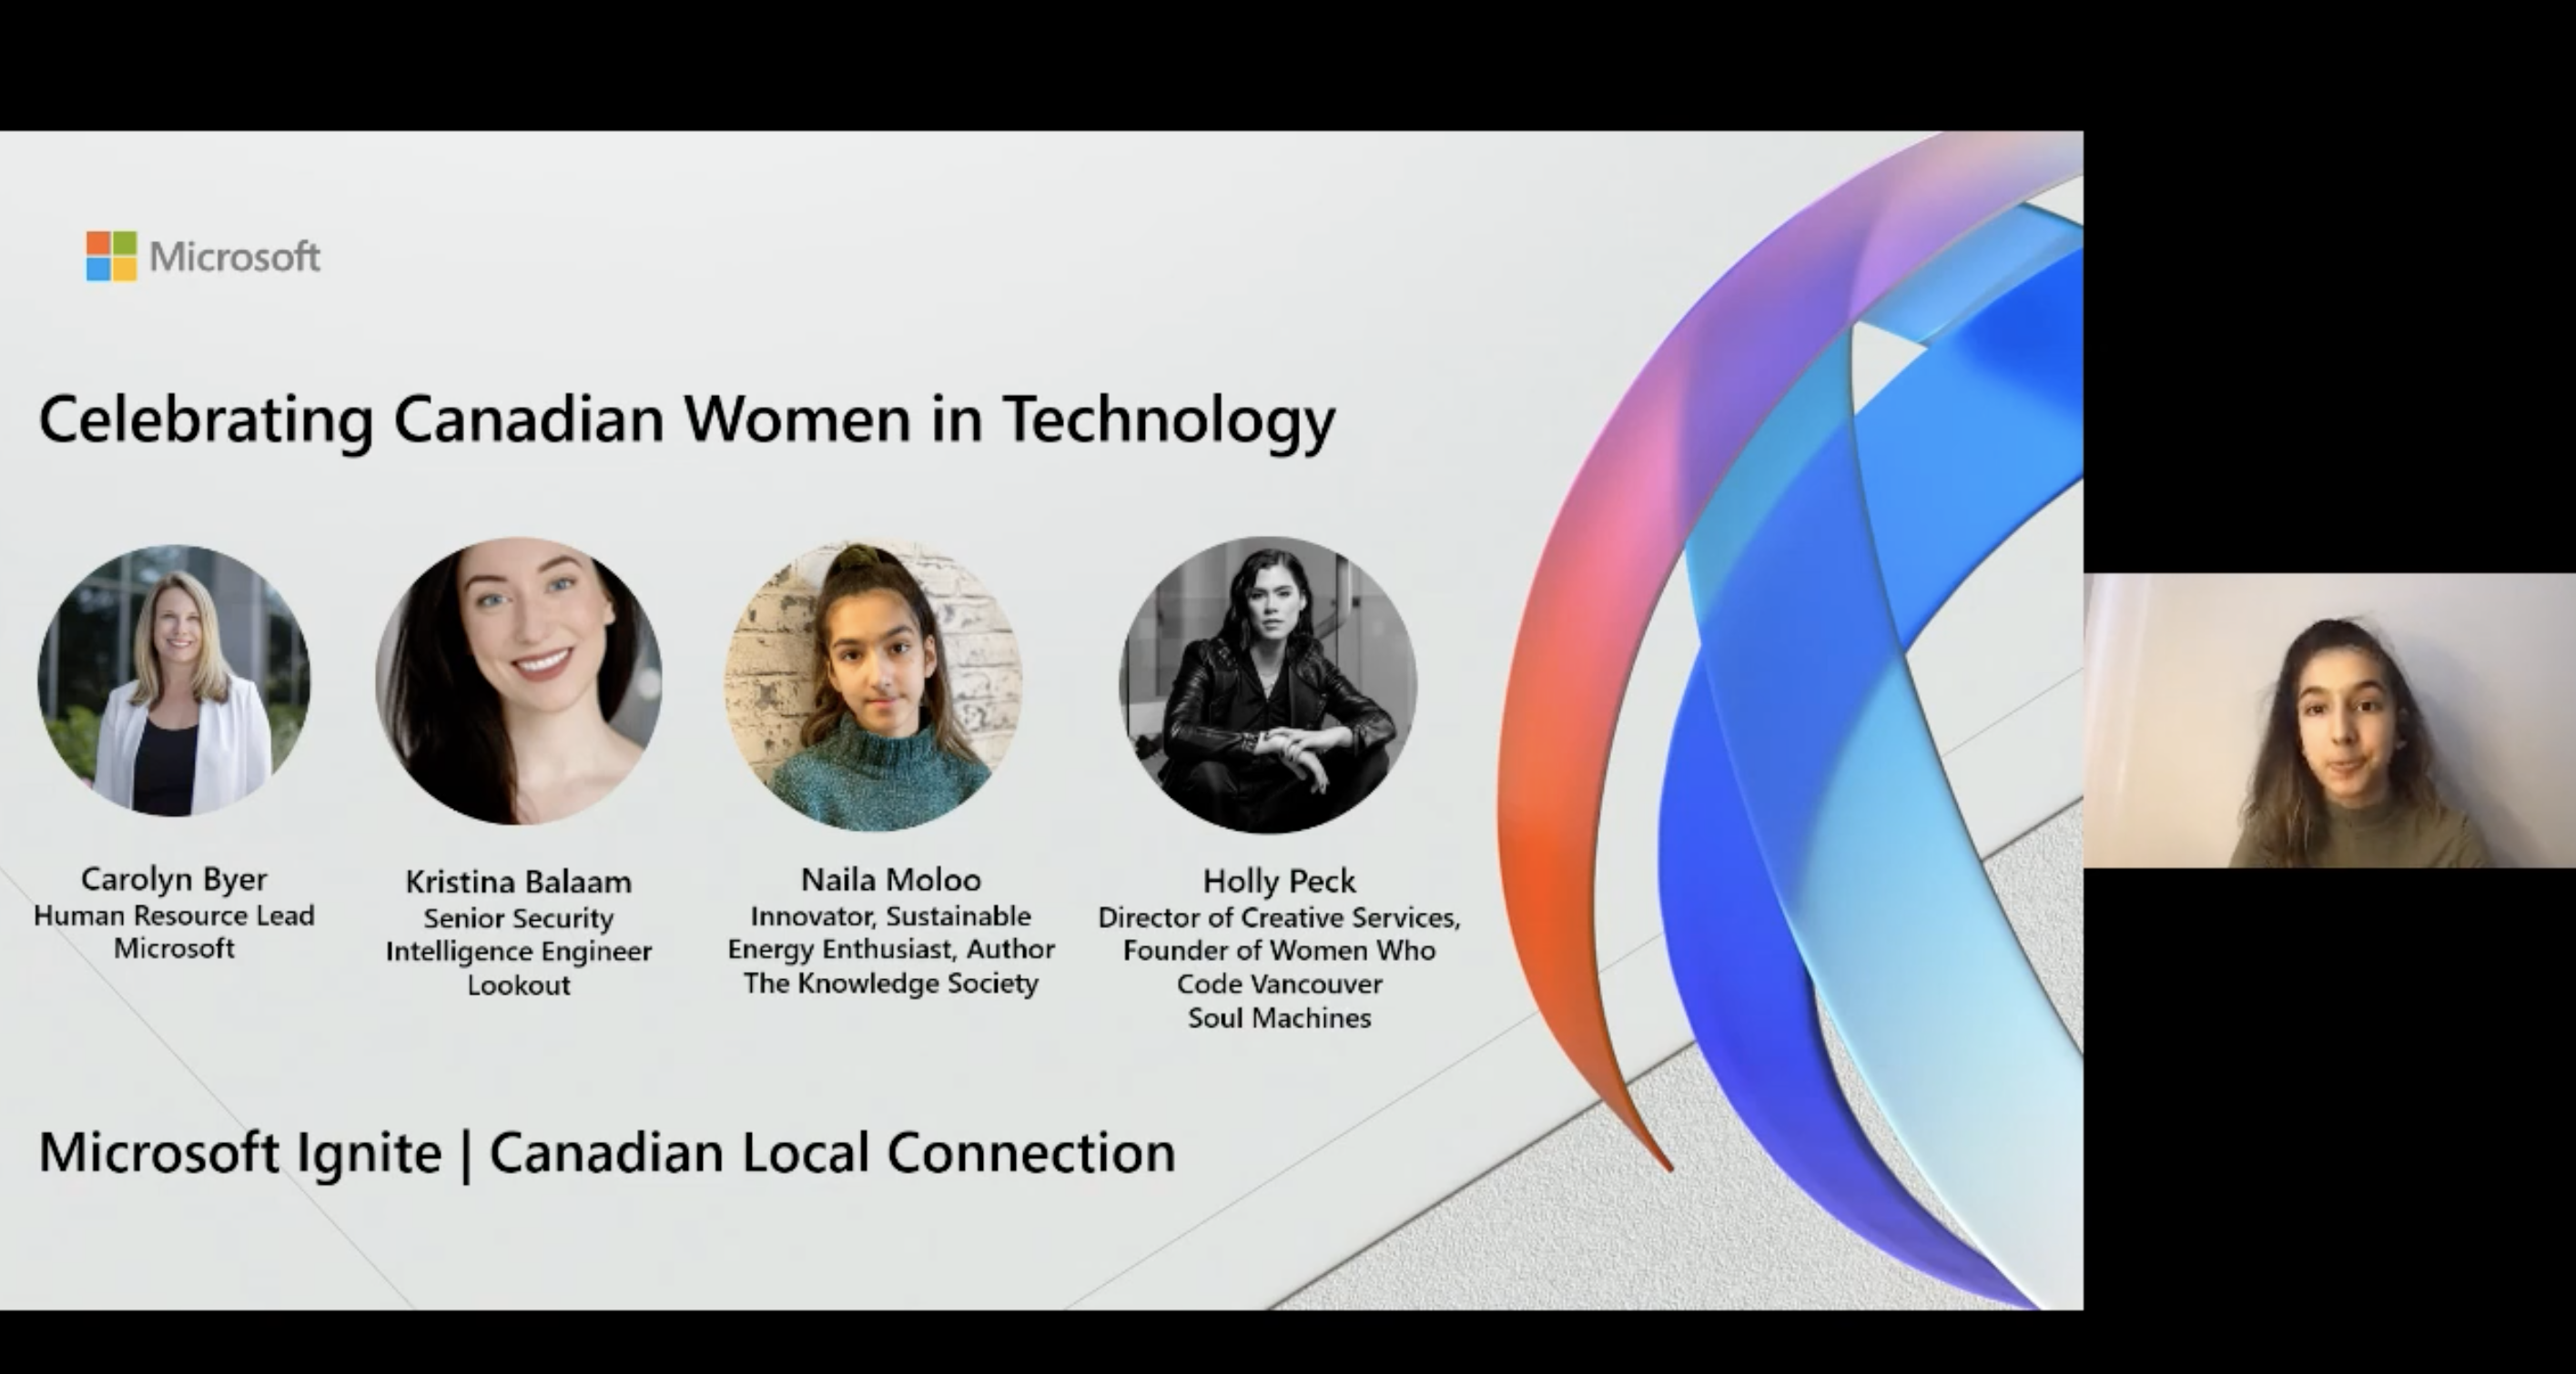 Microsoft
Celebrating Canadian Women in Technology
Carolyn Byer
Human Resource Lead
Microsoft
Kristina Balaam
Senior Security
Intelligence Engineer
Lookout
Naila Moloo
Innovator, Sustainable
Energy Enthusiast, Author
The Knowledge Society
Holly Peck
Director of Creative Services,
Founder of Women Who
Code Vancouver
Soul Machines
Microsoft Ignite | Canadian Local Connection